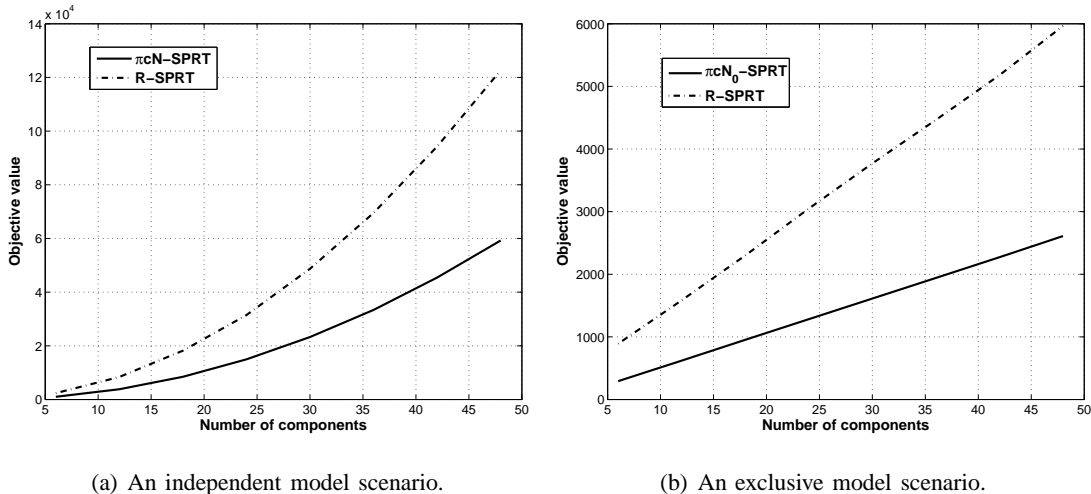 14 x 10^4
12
10
8
6
4
2
0
5 10 15 20 25 30 35 40 45 50
Number of components
Objective value
πcN−SPRT
R−SPRT
(a) An independent model scenario.
6000
5000
4000
3000
2000
1000
0
5 10 15 20 25 30 35 40 45 50
Number of components
Objective value
πcN₀−SPRT
R−SPRT
(b) An exclusive model scenario.